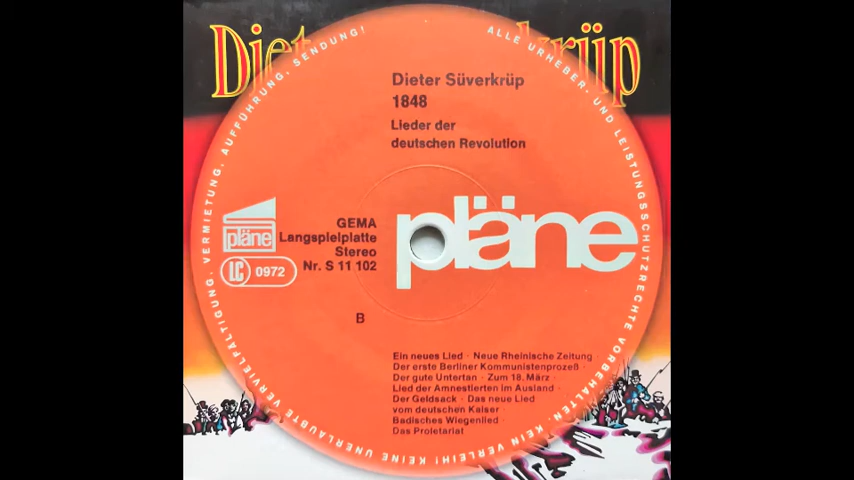 Diet krüp
ALLE URHEBER- UND LEISTUNGSSCHUTZRECHTE VORBEHALTEN. KEIN VERLEIH! KEINE UNERLAUBTE VERVIELFÄLTIGUNG, VERMIETUNG, AUFFÜHRUNG, SENDUNG!
Dieter Süverkrüp
1848
Lieder der
deutschen Revolution
pläne
GEMA
Langspielplatte
Stereo
Nr. S 11 102
LC 0972
pläne
B
Ein neues Lied · Neue Rheinische Zeitung
Der erste Berliner Kommunistenprozeß ·
Der gute Untertan · Zum 18. März ·
Lied der Amnestierten im Ausland ·
Der Geldsack · Das neue Lied
vom deutschen Kaiser ·
Badisches Wiegenlied
Das Proletariat